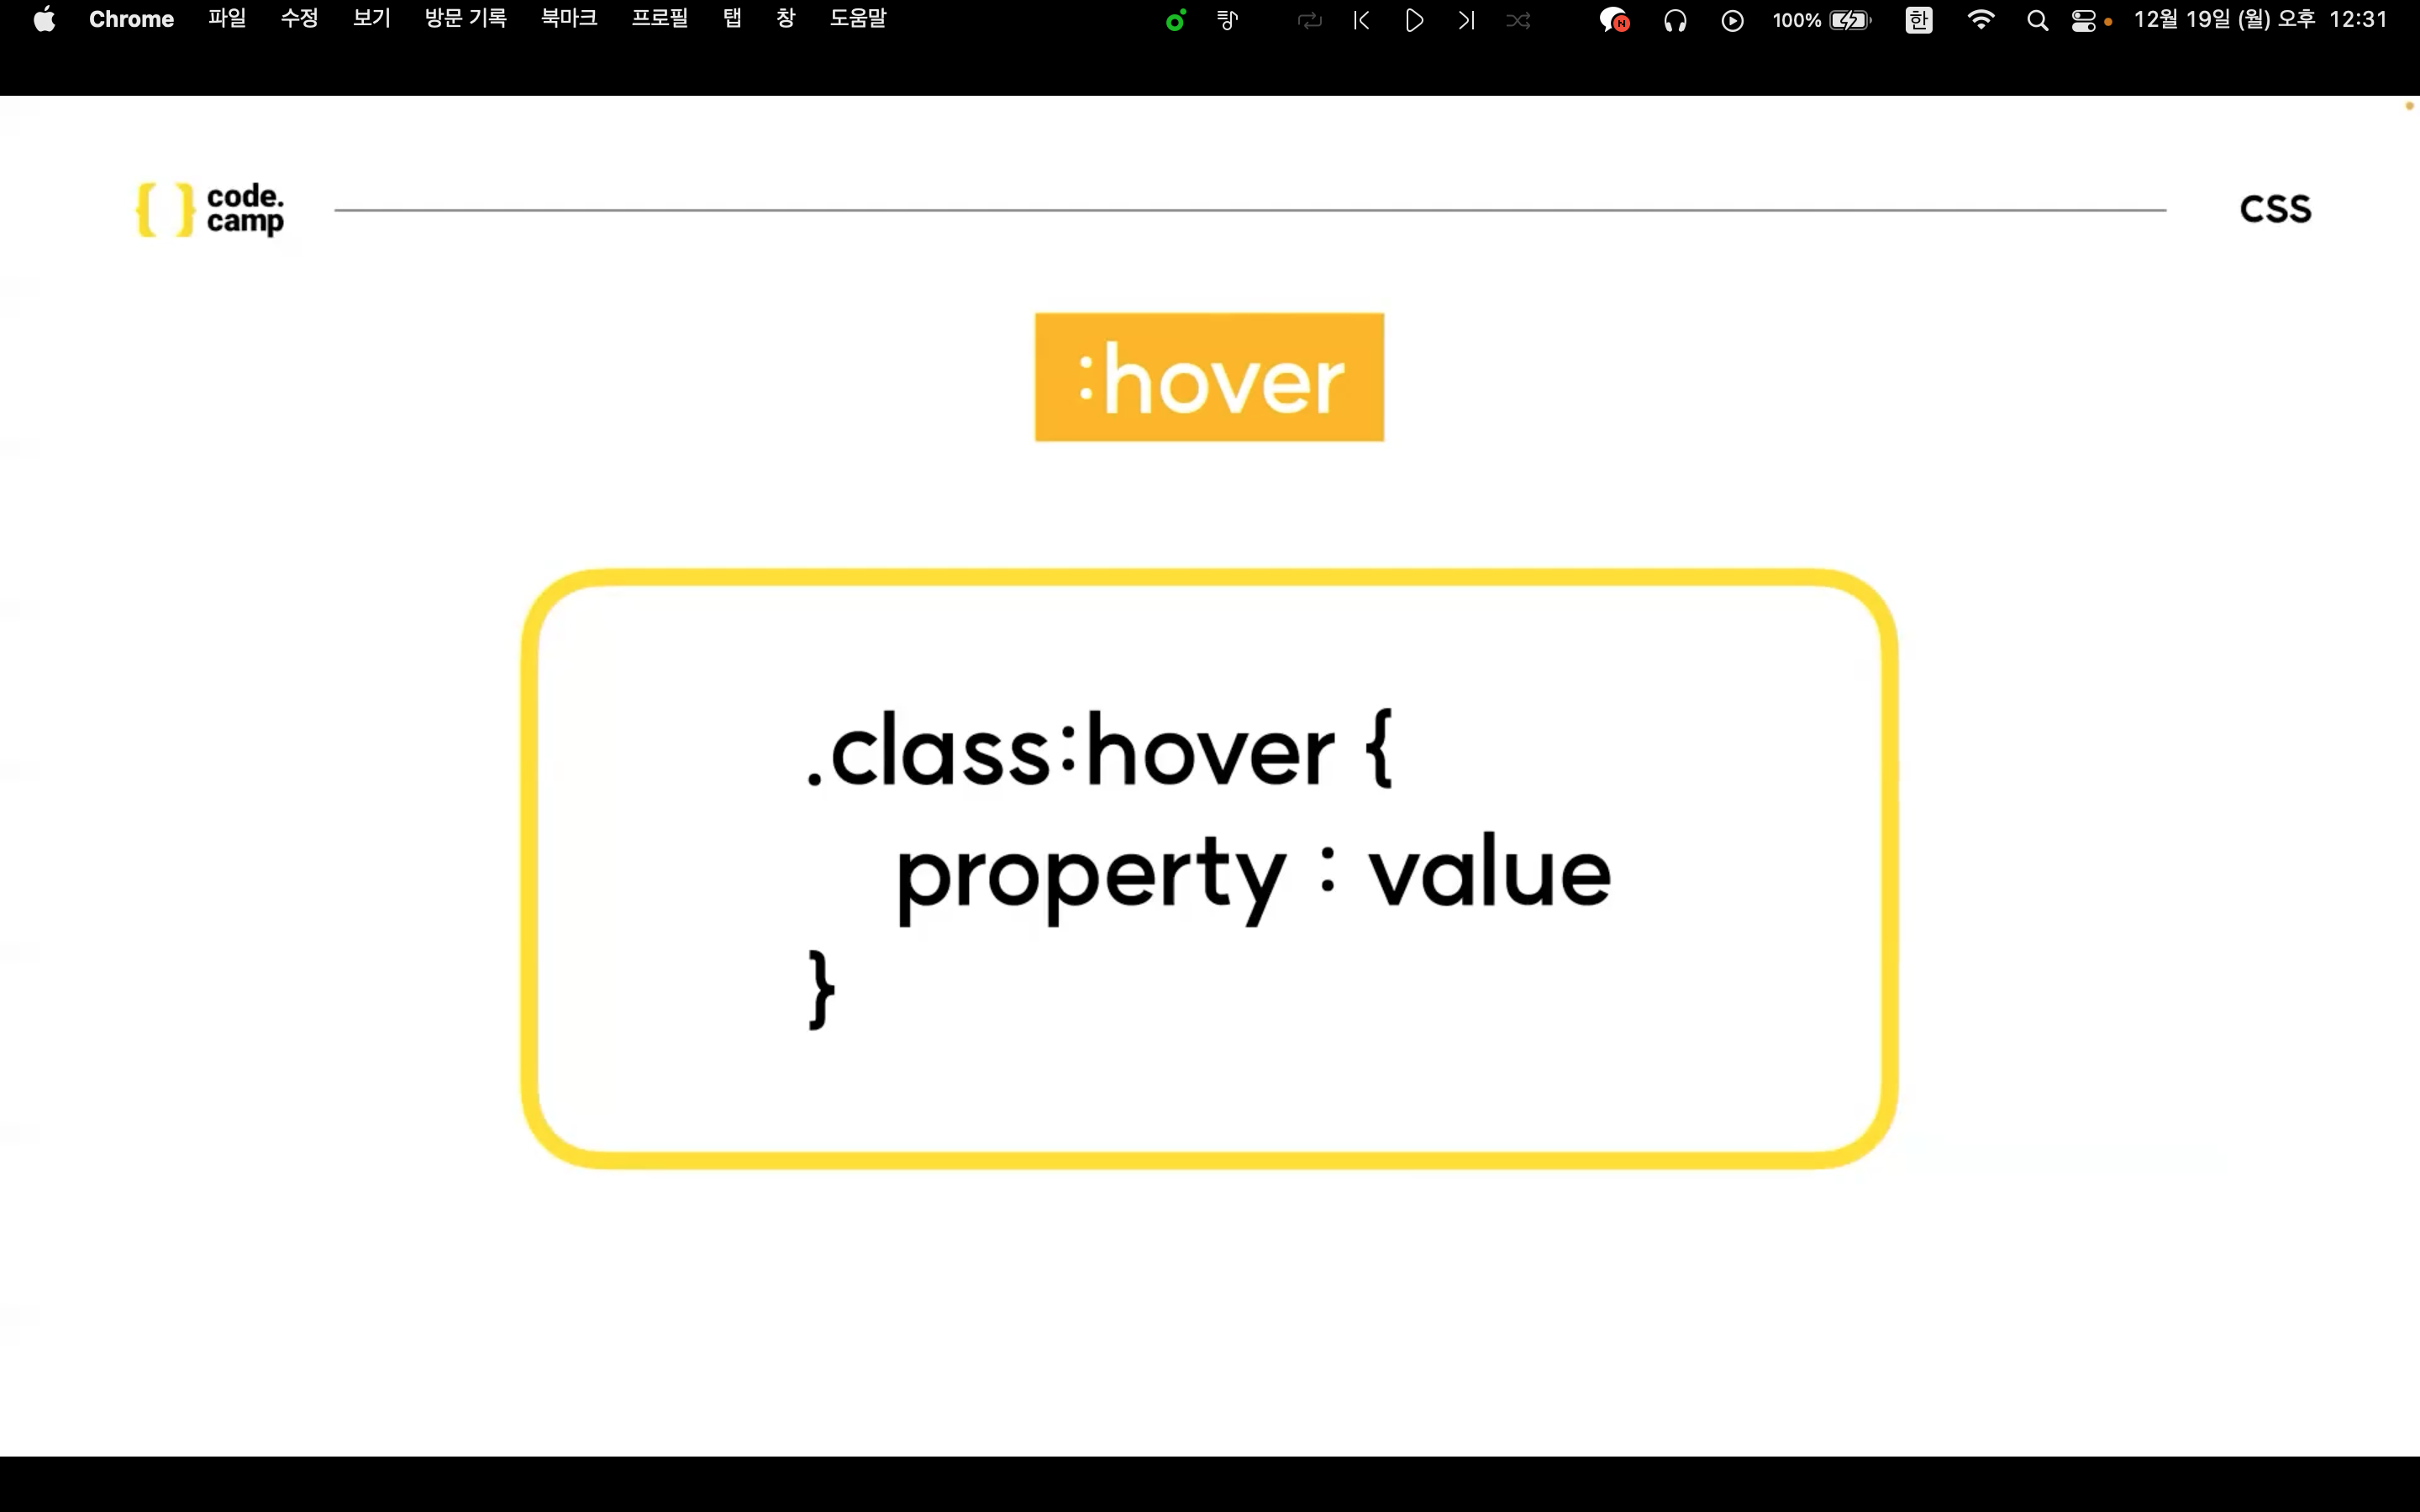 Chrome 파일 수정 보기 방문 기록 북마크 프로필 탭 창 도움말 100% 한 12월 19일 (월) 오후 12:31
{ } code.
camp
CSS
:hover
.class:hover {
property : value
}